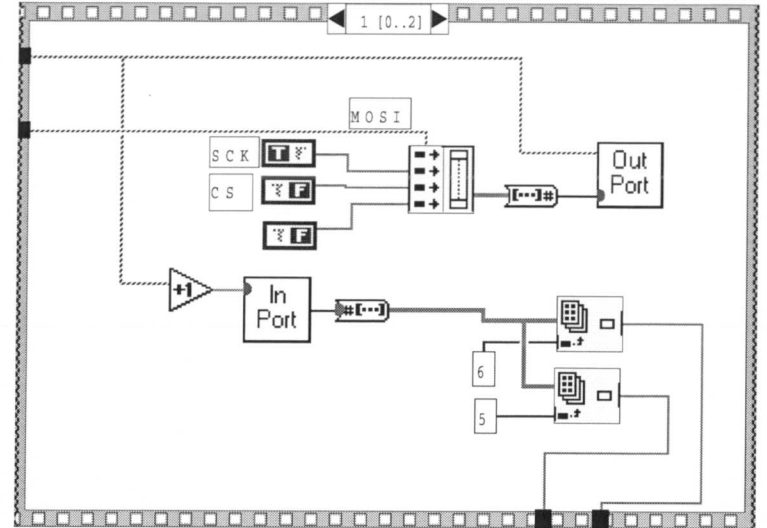 1 [0..2]
MOSI
SCK
T
CS
F
F
Out
Port
[...]#
+1
In
Port
#[...]
6
5